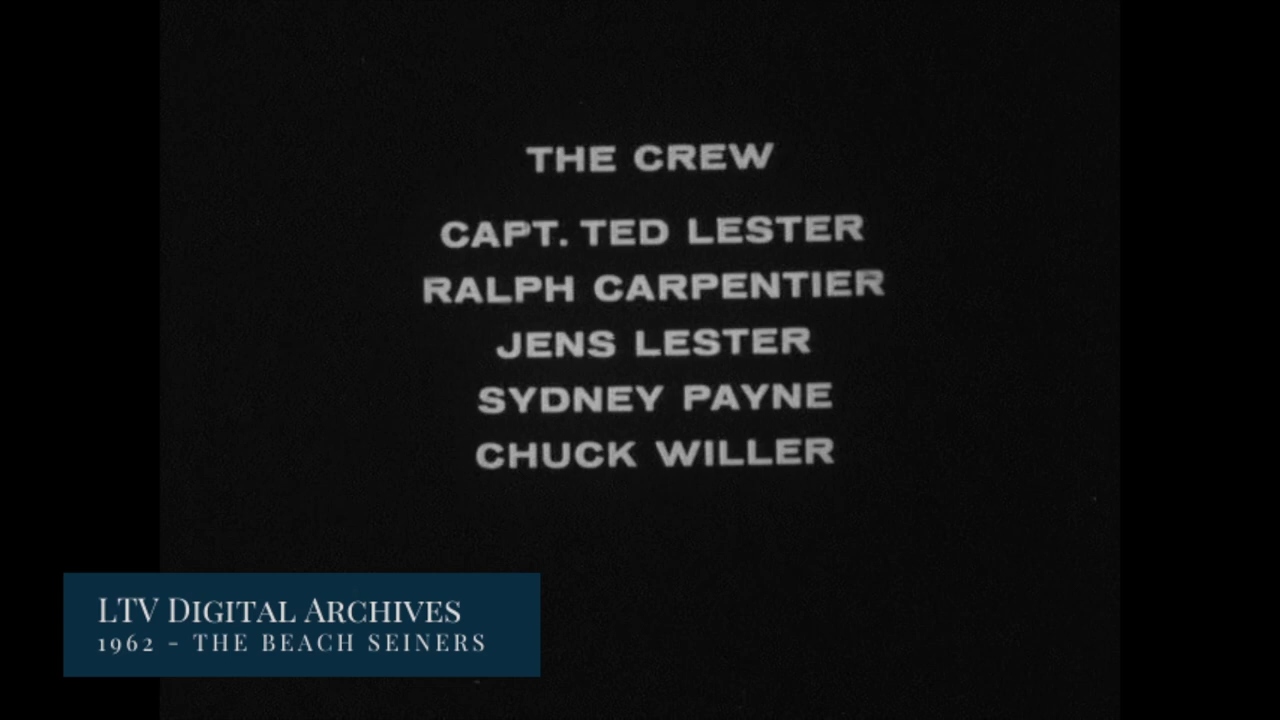 THE CREW
CAPT. TED LESTER
RALPH CARPENTIER
JENS LESTER
SYDNEY PAYNE
CHUCK WILLER
LTV DIGITAL ARCHIVES
1962 - THE BEACH SEINERS